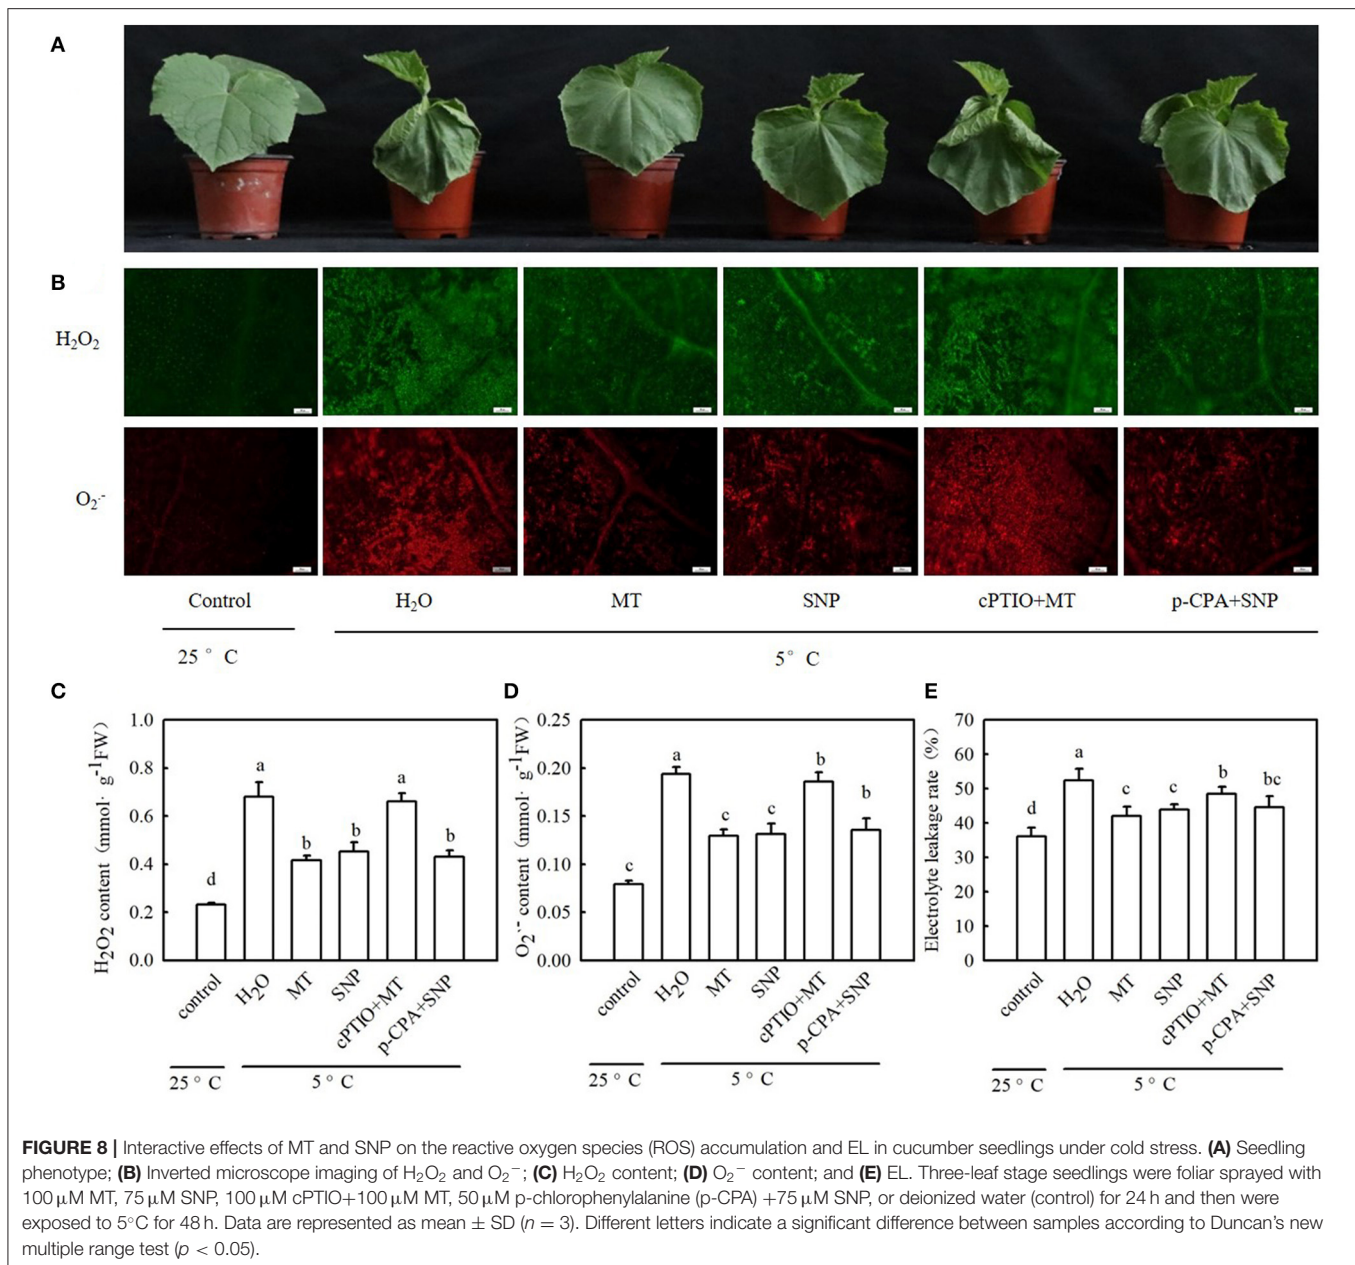 A
B
H₂O₂
O₂·-
Control H₂O MT SNP cPTIO+MT p-CPA+SNP
25 ° C 5° C
C
H₂O₂ content (mmol· g⁻¹FW)
1.0
0.8
0.6
0.4
0.2
0.0
d a b b a b
control H₂O MT SNP cPTIO+MT p-CPA+SNP
25 ° C 5 ° C
D
O₂·- content (mmol· g⁻¹FW)
0.25
0.20
0.15
0.10
0.05
0.00
c a c c b b
control H₂O MT SNP cPTIO+MT p-CPA+SNP
25 ° C 5 ° C
E
Electrolyte leakage rate (%)
70
60
50
40
30
20
10
0
d a c c b bc
control H₂O MT SNP cPTIO+MT p-CPA+SNP
25 ° C 5 ° C
FIGURE 8 | Interactive effects of MT and SNP on the reactive oxygen species (ROS) accumulation and EL in cucumber seedlings under cold stress. (A) Seedling
phenotype; (B) Inverted microscope imaging of H₂O₂ and O₂⁻; (C) H₂O₂ content; (D) O₂⁻ content; and (E) EL. Three-leaf stage seedlings were foliar sprayed with
100 μM MT, 75 μM SNP, 100 μM cPTIO+100 μM MT, 50 μM p-chlorophenylalanine (p-CPA) +75 μM SNP, or deionized water (control) for 24 h and then were
exposed to 5°C for 48 h. Data are represented as mean ± SD (n = 3). Different letters indicate a significant difference between samples according to Duncan's new
multiple range test (p < 0.05).